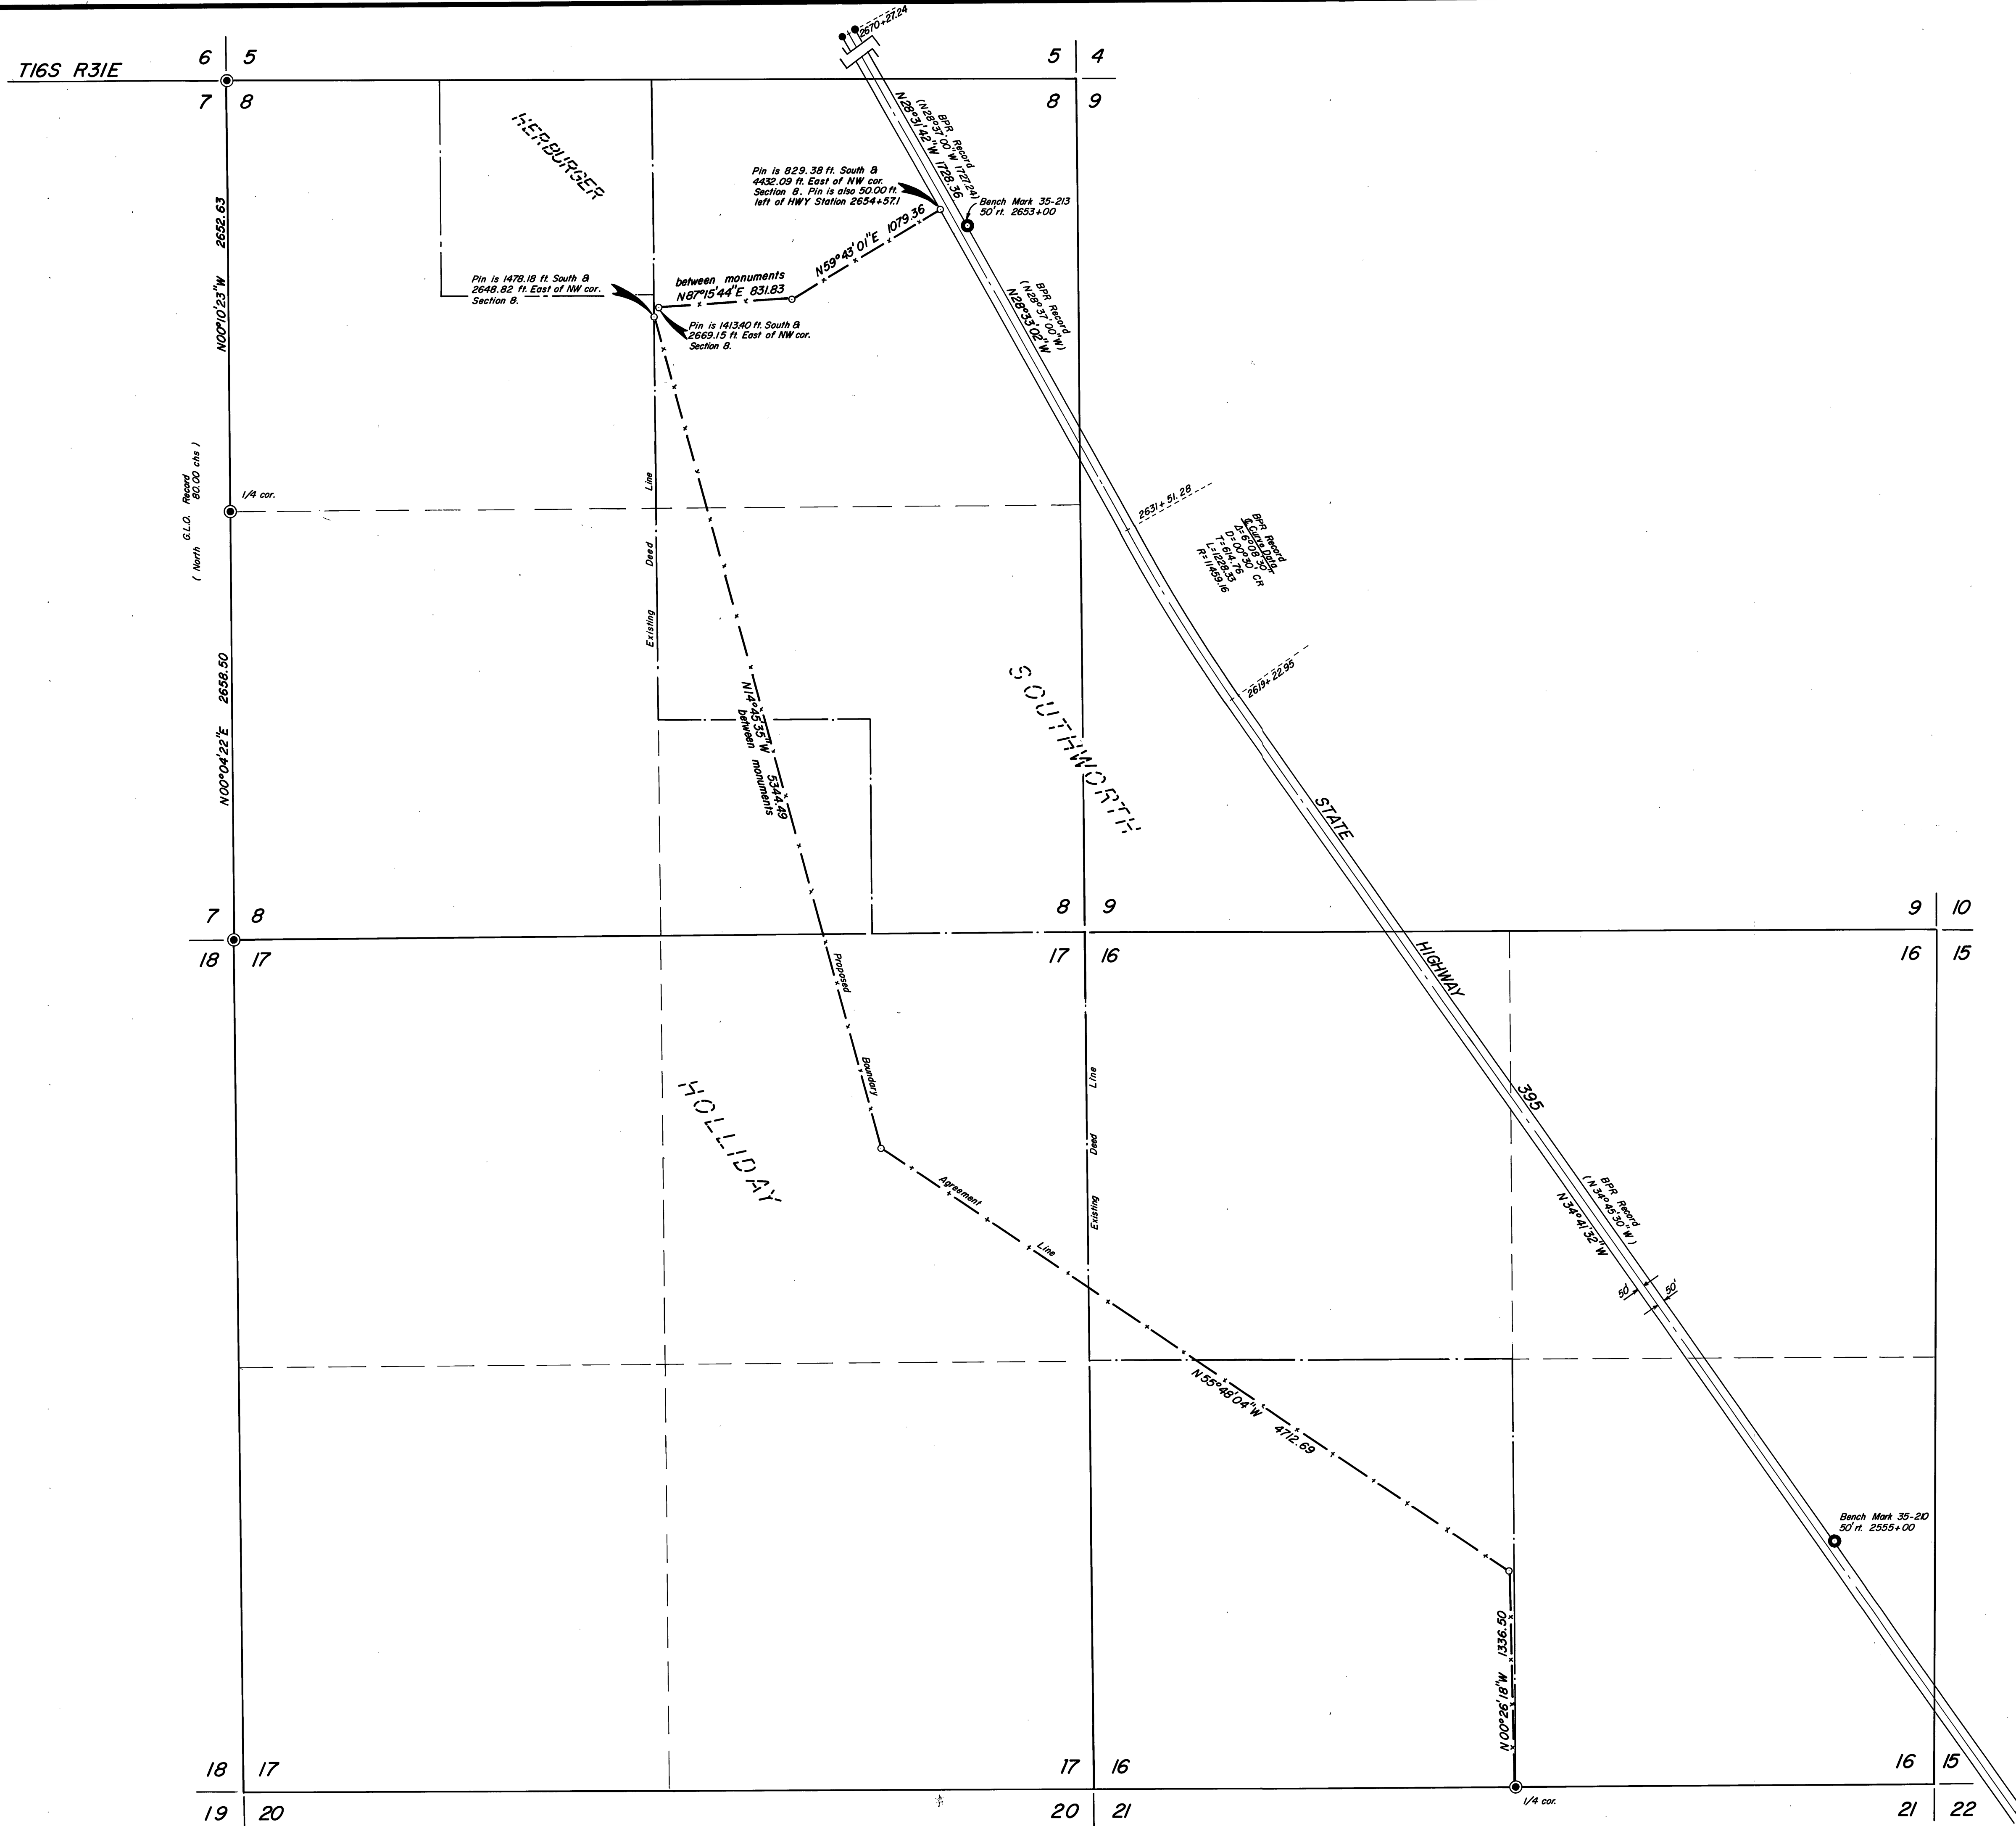 2670+27.24
6 5
5 4
T16S R31E
7 8
8 9
HERBURGER
BPR Record
(N28°37'00"W 1727.24)
N28°31'42"W 1728.36
Pin is 829.38 ft. South &
4432.09 ft. East of NW cor.
Section 8. Pin is also 50.00 ft.
left of HWY Station 2654+57.1
Bench Mark 35-213
50' rt. 2653+00
N00°10'23"W 2652.63
N59°43'01"E 1079.36
between monuments
N87°15'44"E 831.83
Pin is 1478.18 ft. South &
2648.82 ft. East of NW cor.
Section 8.
Pin is 1413.40 ft. South &
2669.15 ft. East of NW cor.
Section 8.
BPR Record
(N28°37'00"W)
N28°33'02"W
G.L.O. Record
( North 80.00 chs )
1/4 cor.
Existing Deed Line
2631+51.28
BPR Record
℄ Curve Data
Δ=6°08'30"
D=00°30' CR
T=614.76
L=1228.33
R=11459.16
2619+22.95
N00°04'22"E 2658.50
N14°45'35"W 5344.49
between monuments
SOUTHWORTH
STATE
HIGHWAY
395
7 8
8 9
9 10
18 17
17 16
16 15
Proposed
Boundary
Agreement
Line
HOLLIDAY
Existing Deed Line
BPR Record
(N34°45'30"W)
N34°41'32"W
50'
50'
N55°48'04"W 4712.69
Bench Mark 35-210
50' rt. 2555+00
N00°26'18"W 1336.50
18 17
17 16
16 15
1/4 cor.
19 20
20 21
21 22